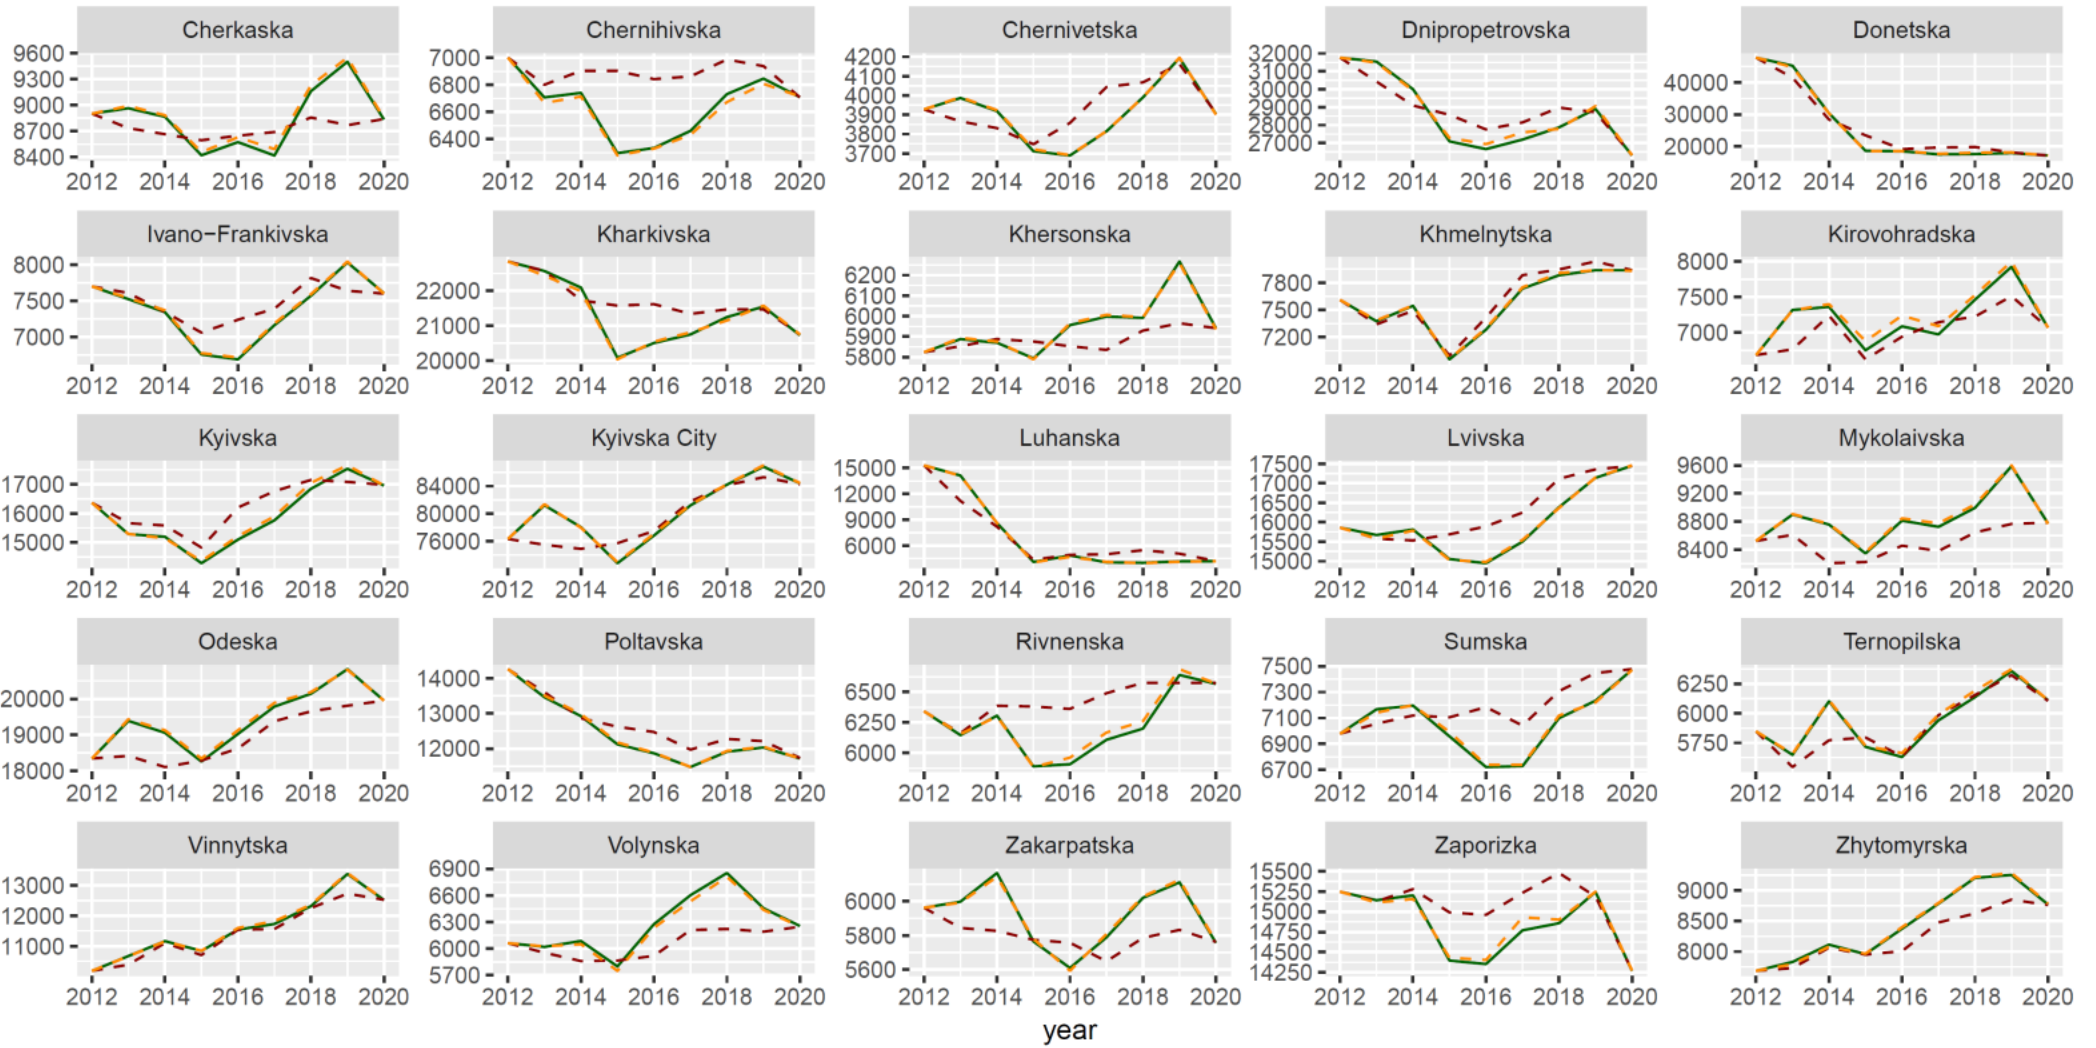 Cherkaska Chernihivska Chernivetska Dnipropetrovska Donetska
9600 9300 9000 8700 8400
7000 6800 6600 6400
4200 4100 4000 3900 3800 3700
32000 31000 30000 29000 28000 27000
40000 30000 20000
2012 2014 2016 2018 2020 2012 2014 2016 2018 2020 2012 2014 2016 2018 2020 2012 2014 2016 2018 2020 2012 2014 2016 2018 2020
Ivano−Frankivska Kharkivska Khersonska Khmelnytska Kirovohradska
8000 7500 7000
22000 21000 20000
6200 6100 6000 5900 5800
7800 7500 7200
8000 7500 7000
2012 2014 2016 2018 2020 2012 2014 2016 2018 2020 2012 2014 2016 2018 2020 2012 2014 2016 2018 2020 2012 2014 2016 2018 2020
Kyivska Kyivska City Luhanska Lvivska Mykolaivska
17000 16000 15000
84000 80000 76000
15000 12000 9000 6000
17500 17000 16500 16000 15500 15000
9600 9200 8800 8400
2012 2014 2016 2018 2020 2012 2014 2016 2018 2020 2012 2014 2016 2018 2020 2012 2014 2016 2018 2020 2012 2014 2016 2018 2020
Odeska Poltavska Rivnenska Sumska Ternopilska
20000 19000 18000
14000 13000 12000
6500 6250 6000
7500 7300 7100 6900 6700
6250 6000 5750
2012 2014 2016 2018 2020 2012 2014 2016 2018 2020 2012 2014 2016 2018 2020 2012 2014 2016 2018 2020 2012 2014 2016 2018 2020
Vinnytska Volynska Zakarpatska Zaporizka Zhytomyrska
13000 12000 11000
6900 6600 6300 6000 5700
6000 5800 5600
15500 15250 15000 14750 14500 14250
9000 8500 8000
2012 2014 2016 2018 2020 2012 2014 2016 2018 2020 2012 2014 2016 2018 2020 2012 2014 2016 2018 2020 2012 2014 2016 2018 2020
year